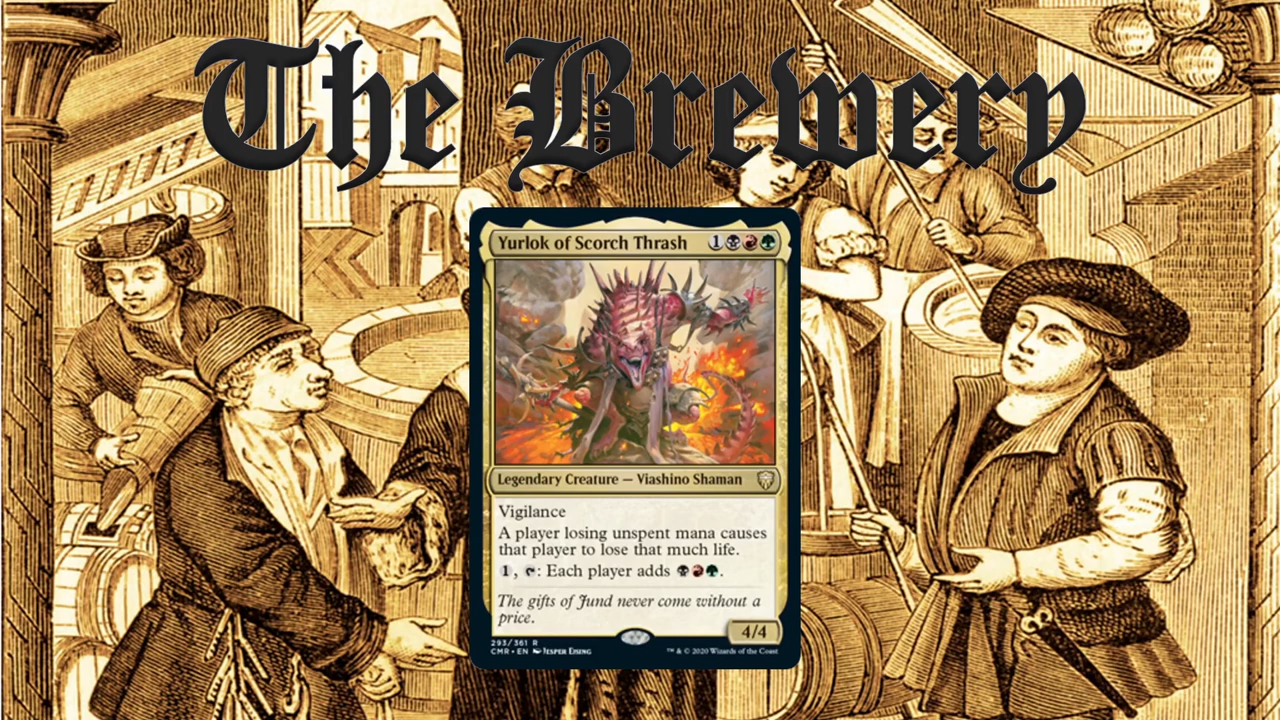 The Brewery
Yurlok of Scorch Thrash 1
Legendary Creature — Viashino Shaman
Vigilance
A player losing unspent mana causes
that player to lose that much life.
1, : Each player adds .
The gifts of Jund never come without a
price.
4/4
293/361 R
CMR • EN Jesper Ejsing
™ & © 2020 Wizards of the Coast